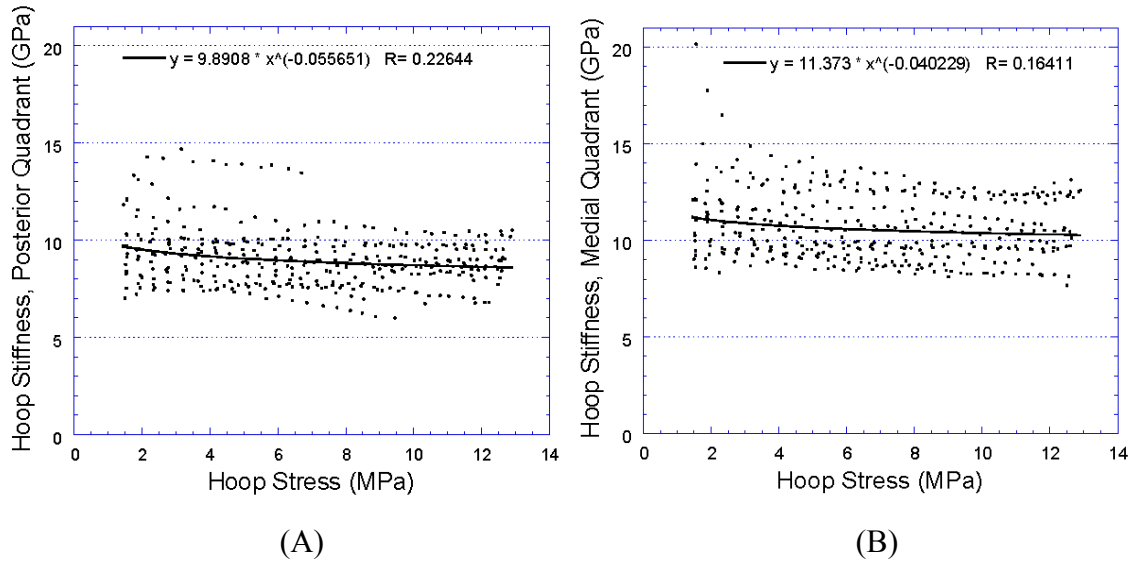 Hoop Stiffness, Posterior Quadrant (GPa)
20
15
10
5
0
y = 9.8908 * x^(-0.055651) R= 0.22644
0 2 4 6 8 10 12 14
Hoop Stress (MPa)
(A)
Hoop Stiffness, Medial Quadrant (GPa)
20
15
10
5
0
y = 11.373 * x^(-0.040229) R= 0.16411
0 2 4 6 8 10 12 14
Hoop Stress (MPa)
(B)